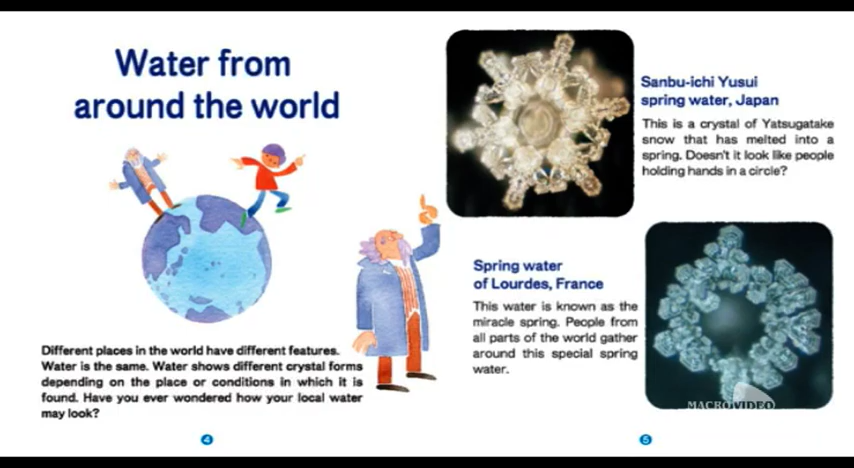 Water from
around the world
Different places in the world have different features.
Water is the same. Water shows different crystal forms
depending on the place or conditions in which it is
found. Have you ever wondered how your local water
may look?
4
Sanbu-ichi Yusui
spring water, Japan
This is a crystal of Yatsugatake
snow that has melted into a
spring. Doesn't it look like people
holding hands in a circle?
Spring water
of Lourdes, France
This water is known as the
miracle spring. People from
all parts of the world gather
around this special spring
water.
MACROVIDEO
5